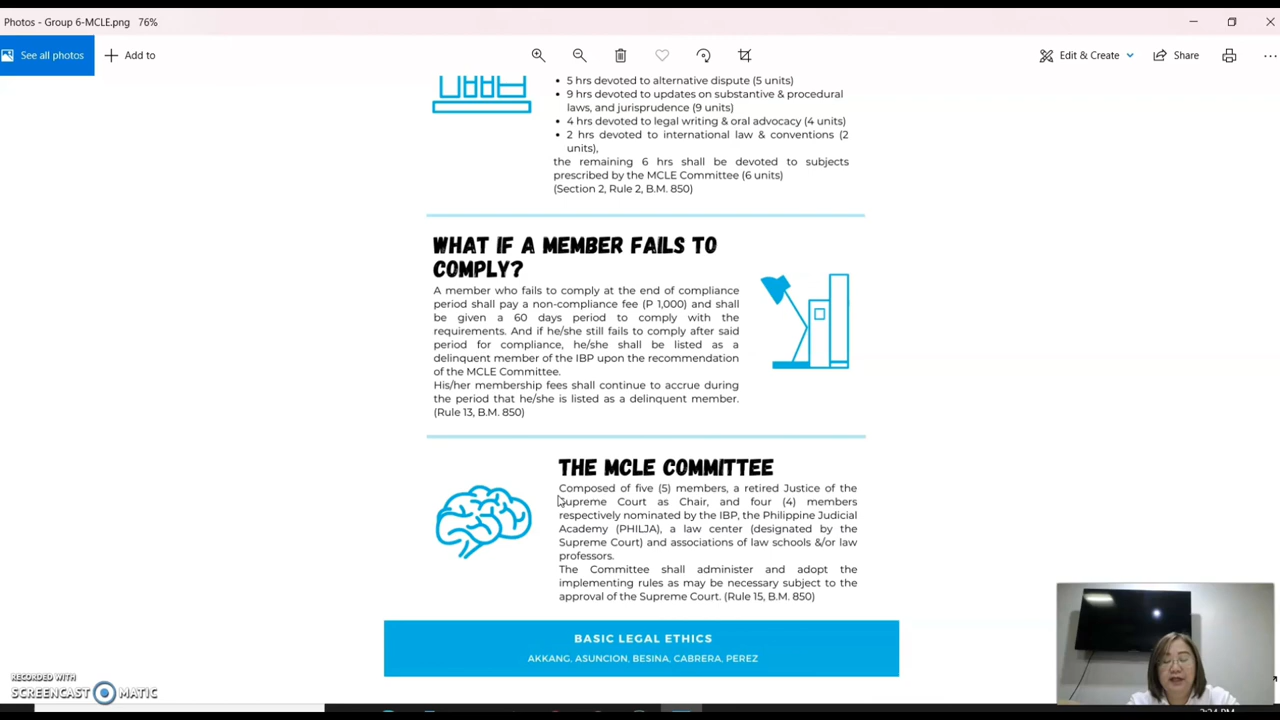 Photos - Group 6-MCLE.png 76%
See all photos
Add to
Edit & Create
Share
• 5 hrs devoted to alternative dispute (5 units)
• 9 hrs devoted to updates on substantive & procedural
laws, and jurisprudence (9 units)
• 4 hrs devoted to legal writing & oral advocacy (4 units)
• 2 hrs devoted to international law & conventions (2
units),
the remaining 6 hrs shall be devoted to subjects
prescribed by the MCLE Committee (6 units)
(Section 2, Rule 2, B.M. 850)
WHAT IF A MEMBER FAILS TO
COMPLY?
A member who fails to comply at the end of compliance
period shall pay a non-compliance fee (P 1,000) and shall
be given a 60 days period to comply with the
requirements. And if he/she still fails to comply after said
period for compliance, he/she shall be listed as a
delinquent member of the IBP upon the recommendation
of the MCLE Committee.
His/her membership fees shall continue to accrue during
the period that he/she is listed as a delinquent member.
(Rule 13, B.M. 850)
THE MCLE COMMITTEE
Composed of five (5) members, a retired Justice of the
Supreme Court as Chair, and four (4) members
respectively nominated by the IBP, the Philippine Judicial
Academy (PHILJA), a law center (designated by the
Supreme Court) and associations of law schools &/or law
professors.
The Committee shall administer and adopt the
implementing rules as may be necessary subject to the
approval of the Supreme Court. (Rule 15, B.M. 850)
BASIC LEGAL ETHICS
AKKANG, ASUNCION, BESINA, CABRERA, PEREZ
RECORDED WITH
SCREENCAST MATIC